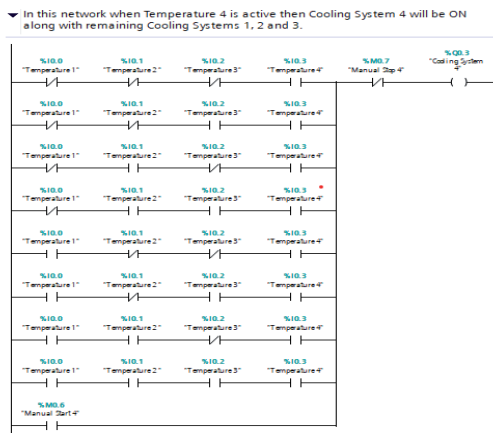 In this network when Temperature 4 is active then Cooling System 4 will be ON
along with remaining Cooling Systems 1, 2 and 3.
%Q0.3
%I0.0 %I0.1 %I0.2 %I0.3 %M0.7 "Cooling System
"Temperature 1" "Temperature 2" "Temperature 3" "Temperature 4" "Manual Stop 4" 4"
%I0.0 %I0.1 %I0.2 %I0.3
"Temperature 1" "Temperature 2" "Temperature 3" "Temperature 4"
%I0.0 %I0.1 %I0.2 %I0.3
"Temperature 1" "Temperature 2" "Temperature 3" "Temperature 4"
%I0.0 %I0.1 %I0.2 %I0.3
"Temperature 1" "Temperature 2" "Temperature 3" "Temperature 4"
%I0.0 %I0.1 %I0.2 %I0.3
"Temperature 1" "Temperature 2" "Temperature 3" "Temperature 4"
%I0.0 %I0.1 %I0.2 %I0.3
"Temperature 1" "Temperature 2" "Temperature 3" "Temperature 4"
%I0.0 %I0.1 %I0.2 %I0.3
"Temperature 1" "Temperature 2" "Temperature 3" "Temperature 4"
%I0.0 %I0.1 %I0.2 %I0.3
"Temperature 1" "Temperature 2" "Temperature 3" "Temperature 4"
%M0.6
"Manual Start 4"